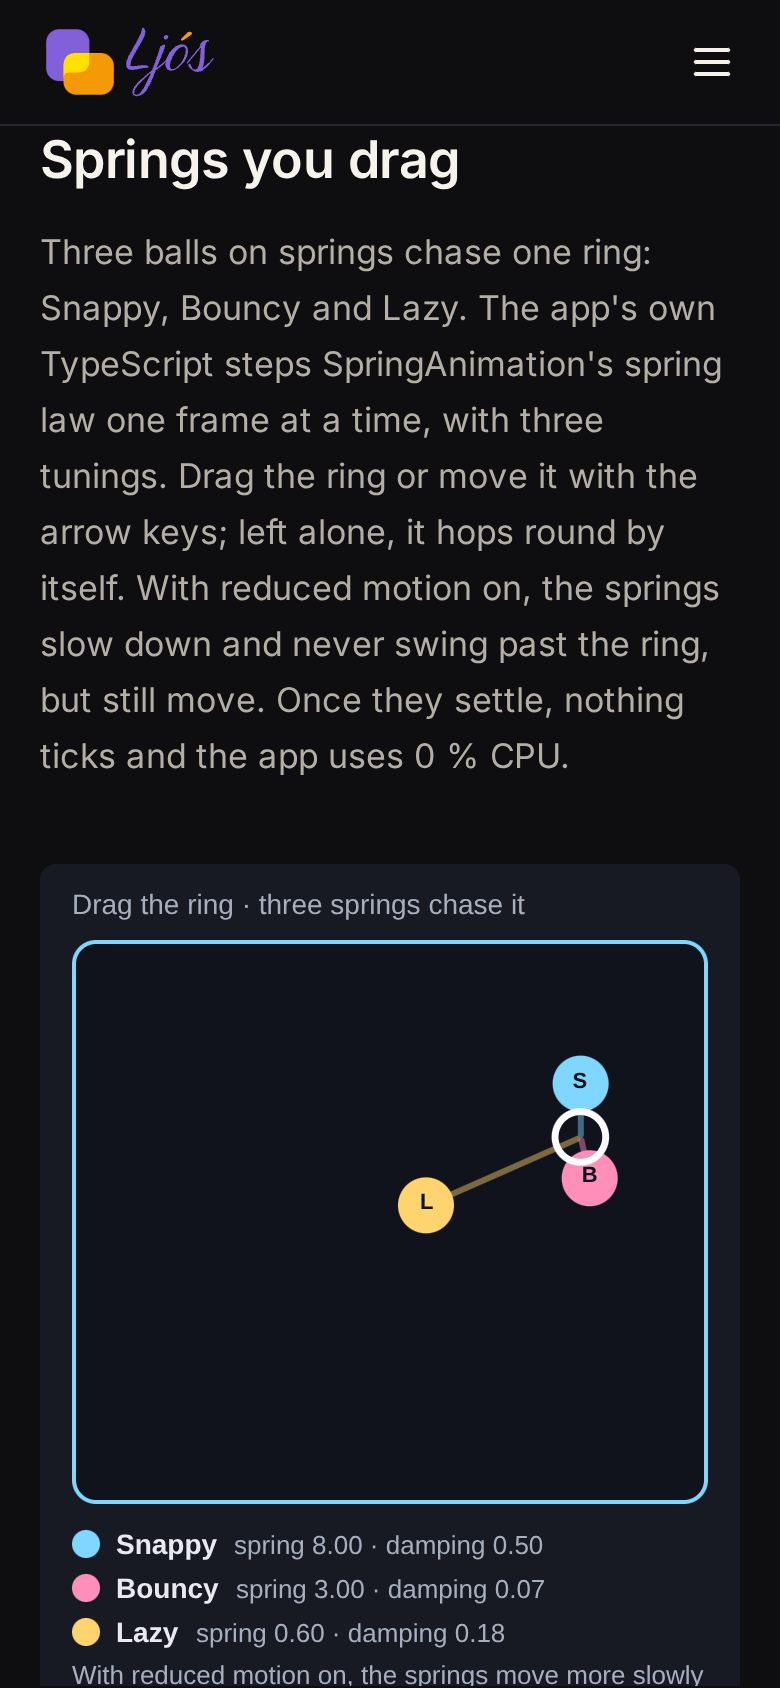 Ljós
Springs you drag
Three balls on springs chase one ring:
Snappy, Bouncy and Lazy. The app's own
TypeScript steps SpringAnimation's spring
law one frame at a time, with three
tunings. Drag the ring or move it with the
arrow keys; left alone, it hops round by
itself. With reduced motion on, the springs
slow down and never swing past the ring,
but still move. Once they settle, nothing
ticks and the app uses 0 % CPU.
Drag the ring · three springs chase it
S
B
L
Snappy spring 8.00 · damping 0.50
Bouncy spring 3.00 · damping 0.07
Lazy spring 0.60 · damping 0.18
With reduced motion on, the springs move more slowly